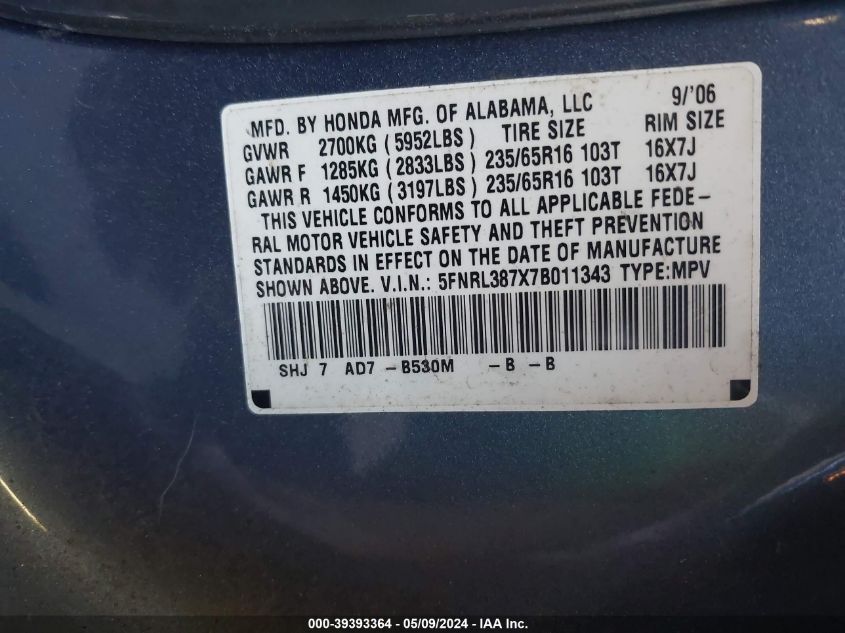 MFD. BY HONDA MFG. OF ALABAMA, LLC 9/'06
GVWR 2700KG ( 5952LBS ) TIRE SIZE RIM SIZE
GAWR F 1285KG ( 2833LBS ) 235/65R16 103T 16X7J
GAWR R 1450KG ( 3197LBS ) 235/65R16 103T 16X7J
THIS VEHICLE CONFORMS TO ALL APPLICABLE FEDE-
RAL MOTOR VEHICLE SAFETY AND THEFT PREVENTION
STANDARDS IN EFFECT ON THE DATE OF MANUFACTURE
SHOWN ABOVE. V.I.N.: 5FNRL387X7B011343 TYPE:MPV
SHJ 7 AD7 -B530M -B -B
000-39393364 - 05/09/2024 - IAA Inc.